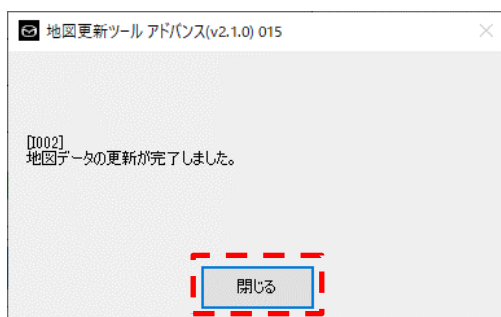 地図更新ツール アドバンス(v2.1.0) 015
[I002]
地図データの更新が完了しました。
閉じる